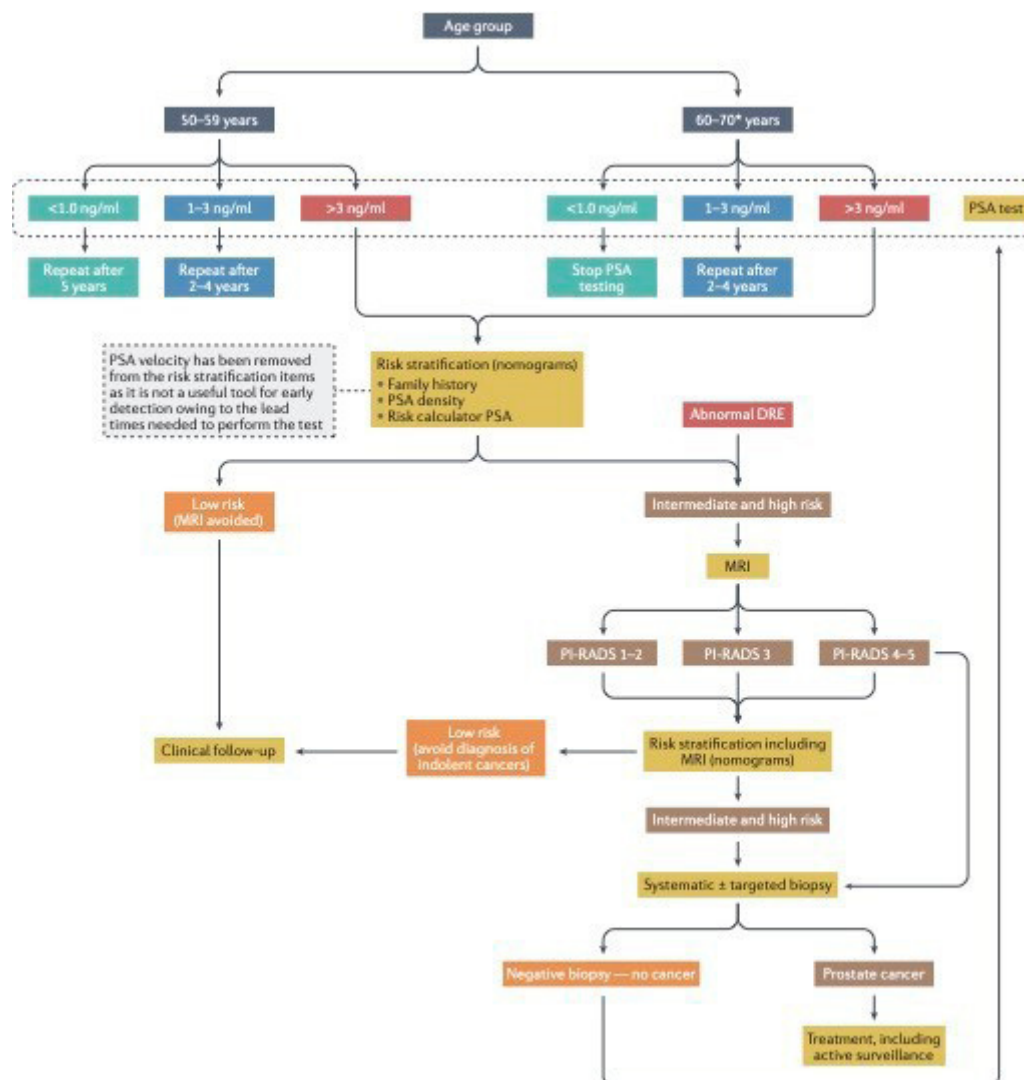 Age group
50–59 years
60–70* years
<1.0 ng/ml
1–3 ng/ml
>3 ng/ml
<1.0 ng/ml
1–3 ng/ml
>3 ng/ml
PSA test
Repeat after
5 years
Repeat after
2–4 years
Stop PSA
testing
Repeat after
2–4 years
PSA velocity has been removed
from the risk stratification items
as it is not a useful tool for early
detection owing to the lead
times needed to perform the test
Risk stratification (nomograms)
• Family history
• PSA density
• Risk calculator PSA
Abnormal DRE
Low risk
(MRI avoided)
Intermediate and high risk
MRI
PI-RADS 1–2
PI-RADS 3
PI-RADS 4–5
Clinical follow-up
Low risk
(avoid diagnosis of
indolent cancers)
Risk stratification including
MRI (nomograms)
Intermediate and high risk
Systematic ± targeted biopsy
Negative biopsy — no cancer
Prostate cancer
Treatment, including
active surveillance